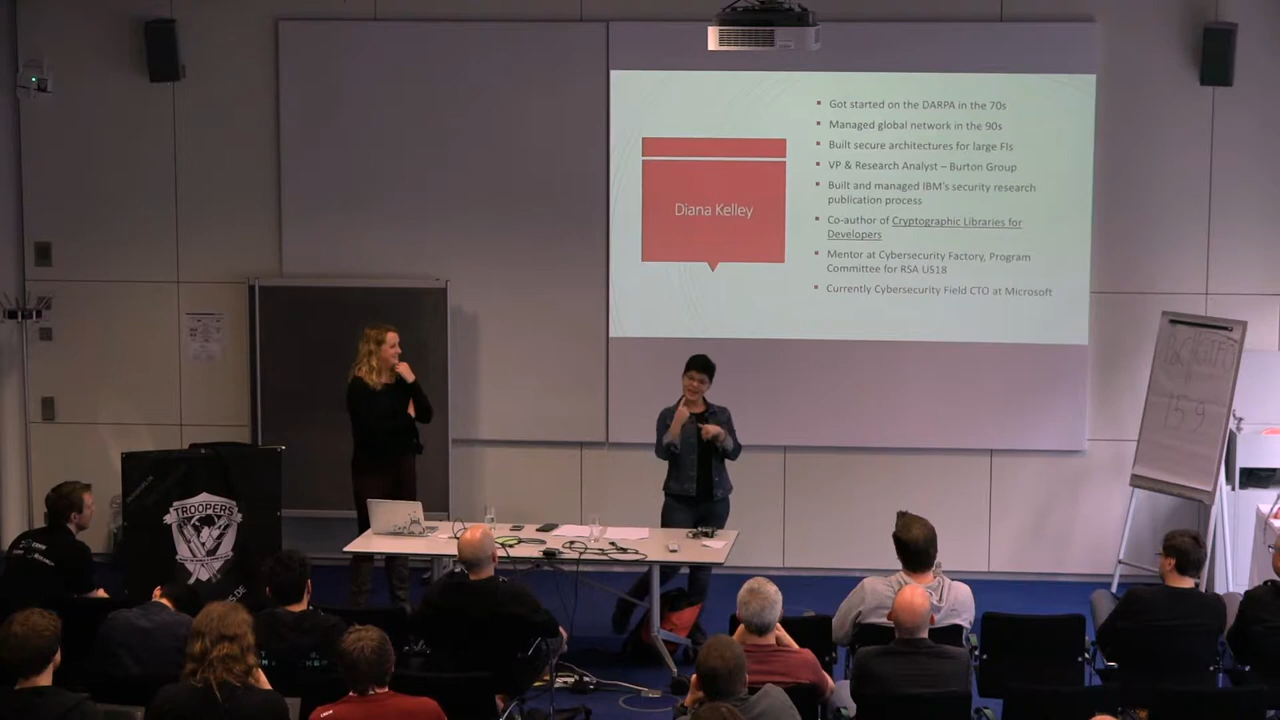 Got started on the DARPA in the 70s
Managed global network in the 90s
Built secure architectures for large FIs
VP & Research Analyst – Burton Group
Built and managed IBM's security research
publication process
Co-author of Cryptographic Libraries for
Developers
Mentor at Cybersecurity Factory, Program
Committee for RSA US18
Currently Cybersecurity Field CTO at Microsoft
Diana Kelley
TROOPERS
15-9